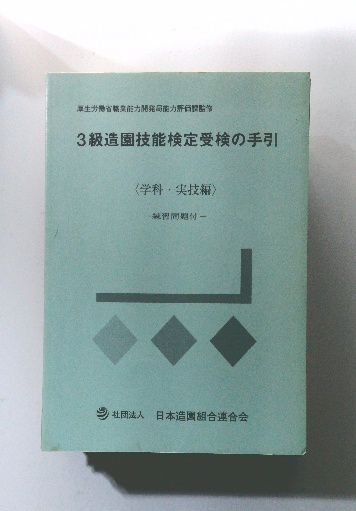 厚生労働省職業能力開発局能力評価課監修
3級造園技能検定受検の手引
〈学科・実技編〉
－練習問題付－
社団法人 日本造園組合連合会